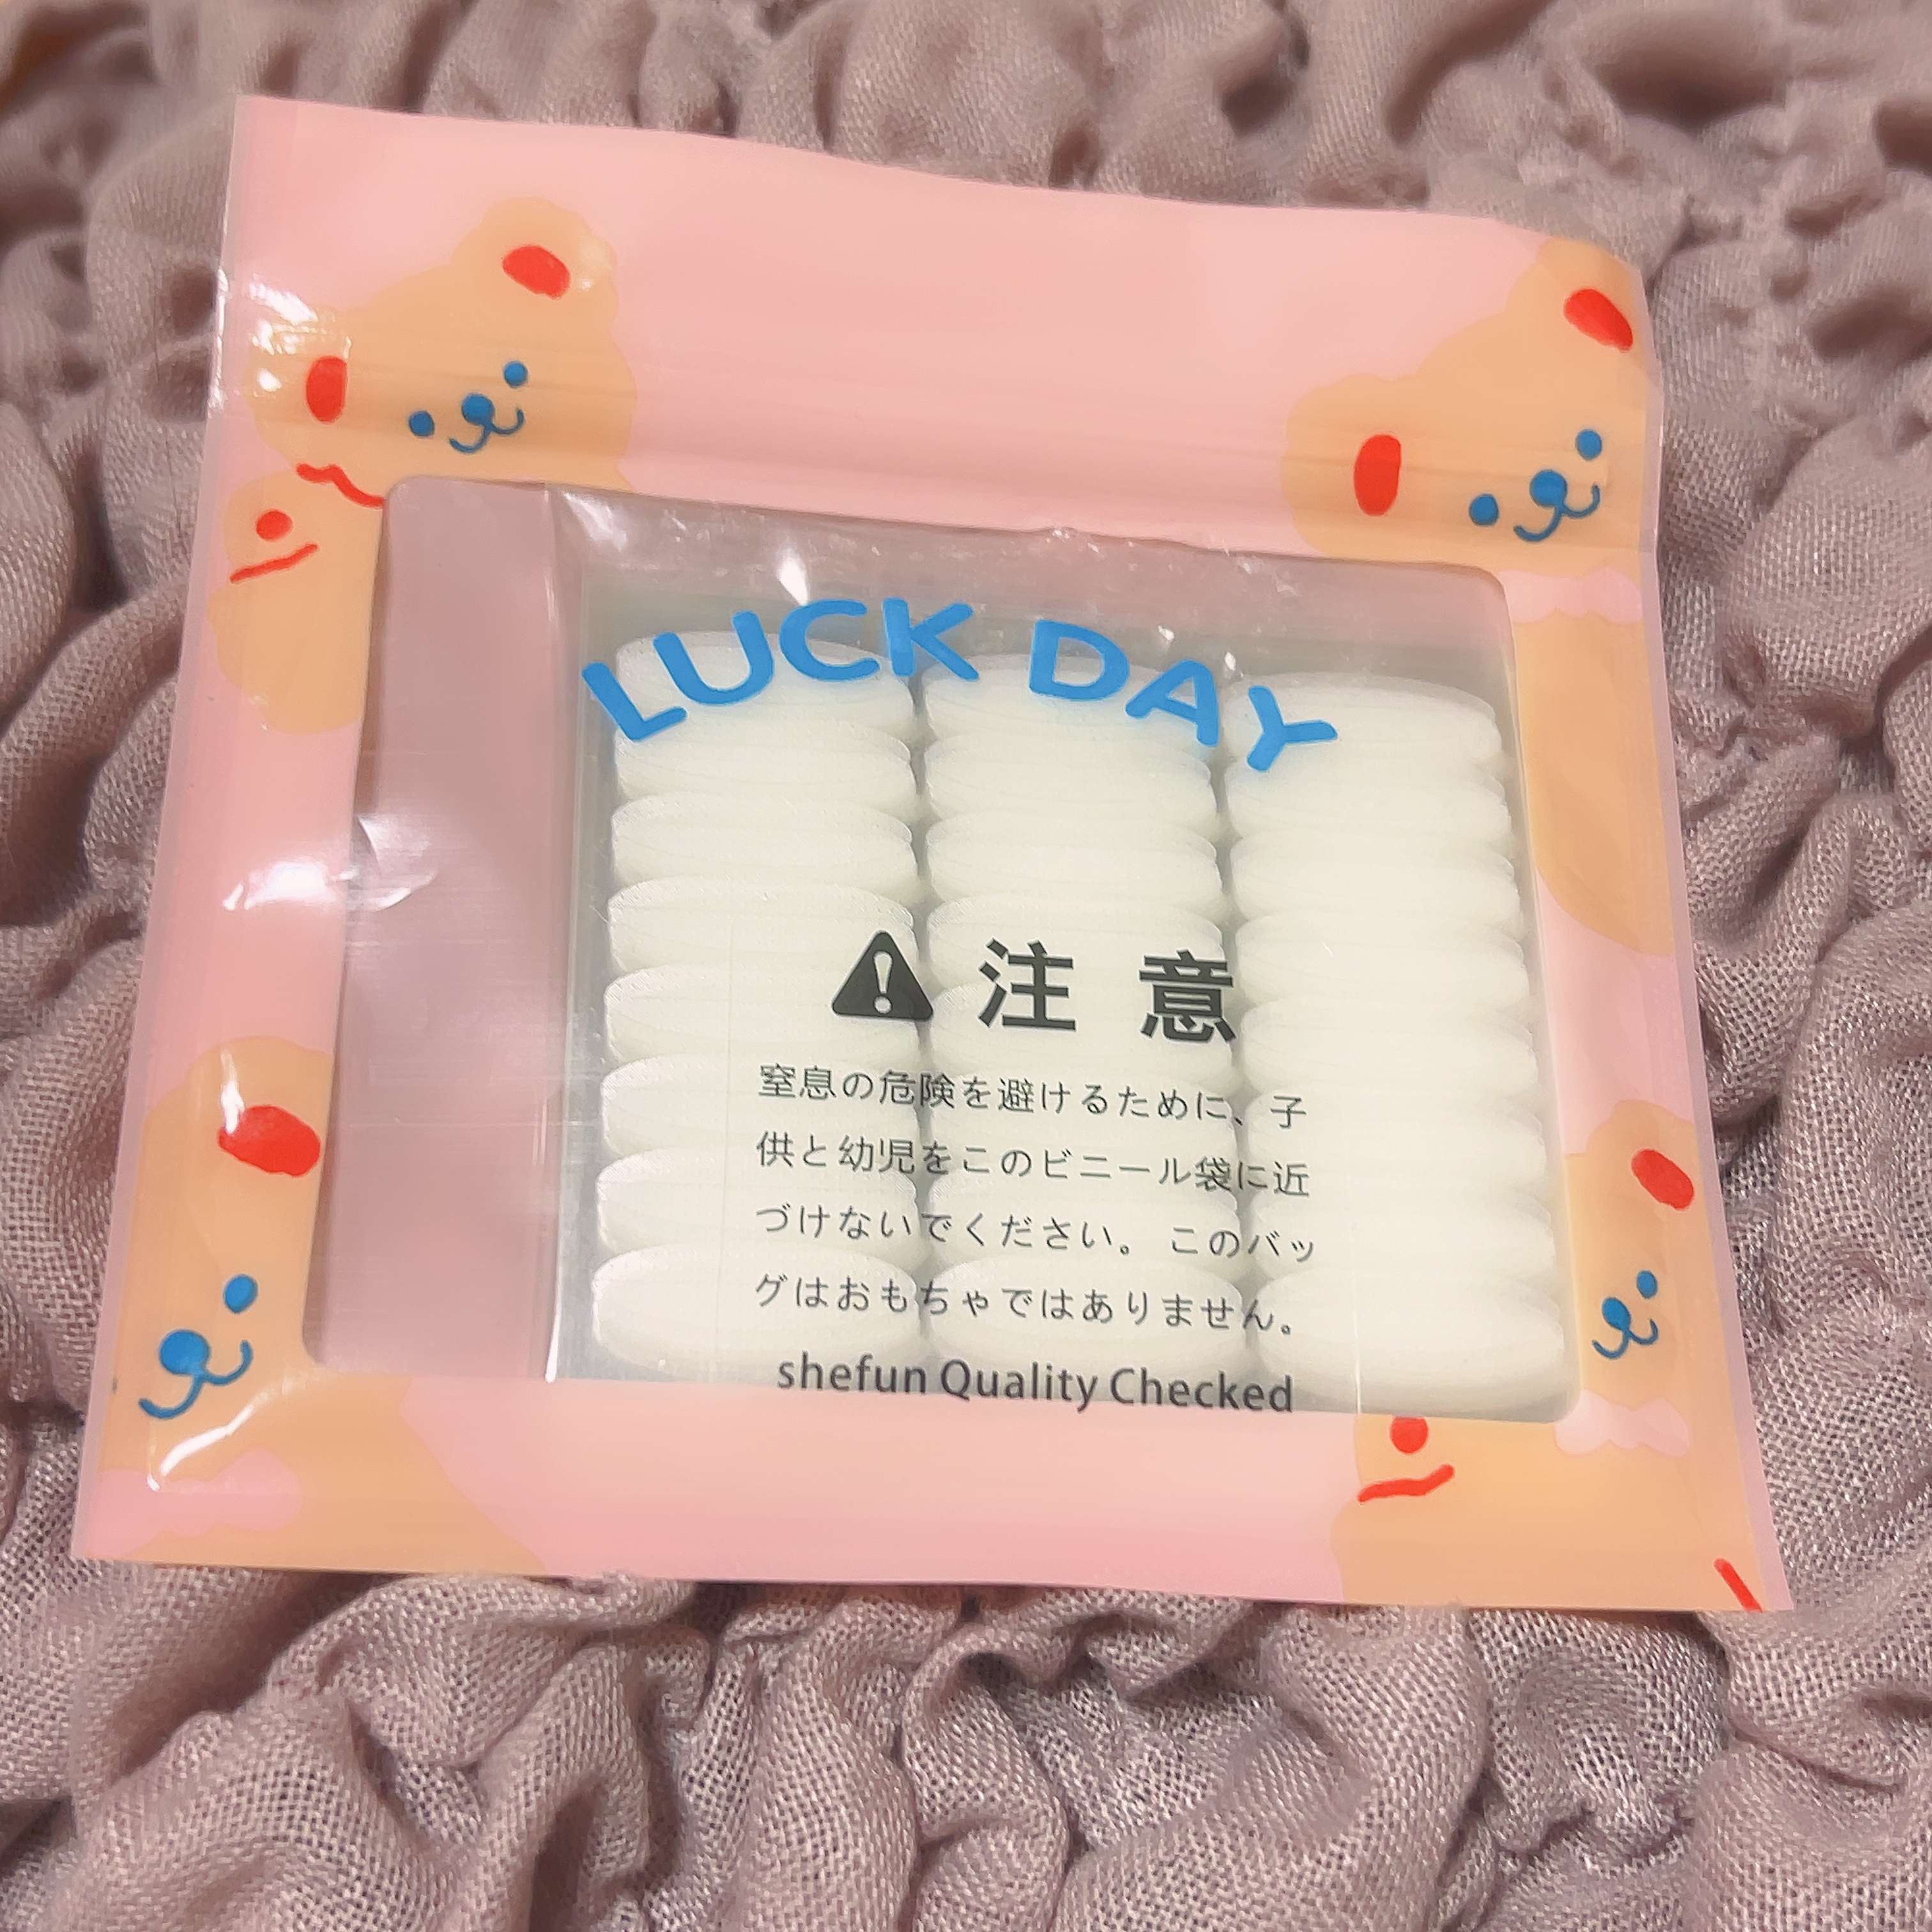 LUCK DAY
注意
窒息の危険を避けるために、子
供と幼児をこのビニール袋に近
づけないでください。 このバッ
グはおもちゃではありません。
shefun Quality Checked